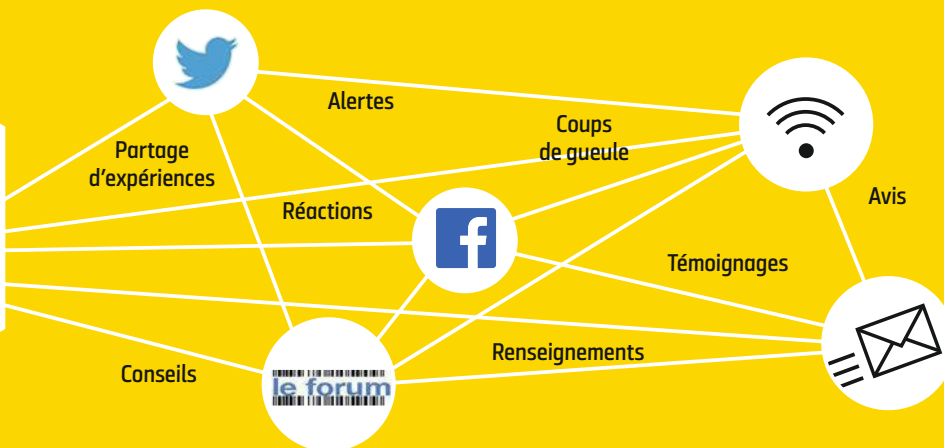 Alertes
Coups
de gueule
Partage
d'expériences
Avis
Réactions
Témoignages
Renseignements
Conseils
le forum